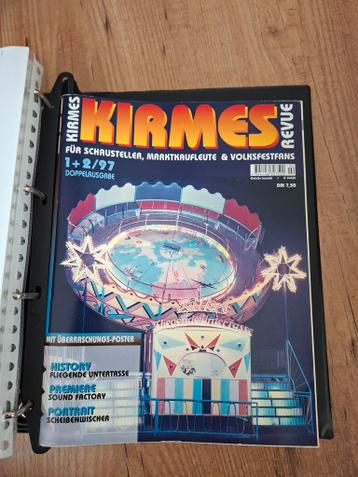 KIRMES
KIRMES
REVUE
FÜR SCHAUSTELLER, MARKTKAUFLEUTE & VOLKSFESTFANS
1+2/97
DOPPELAUSGABE
DM 7,50
MIT ÜBERRASCHUNGS-POSTER
HISTORY
FLIEGENDE UNTERTASSE
PREMIERE
SOUND FACTORY
PORTRAIT
SCHEIBENWISCHER